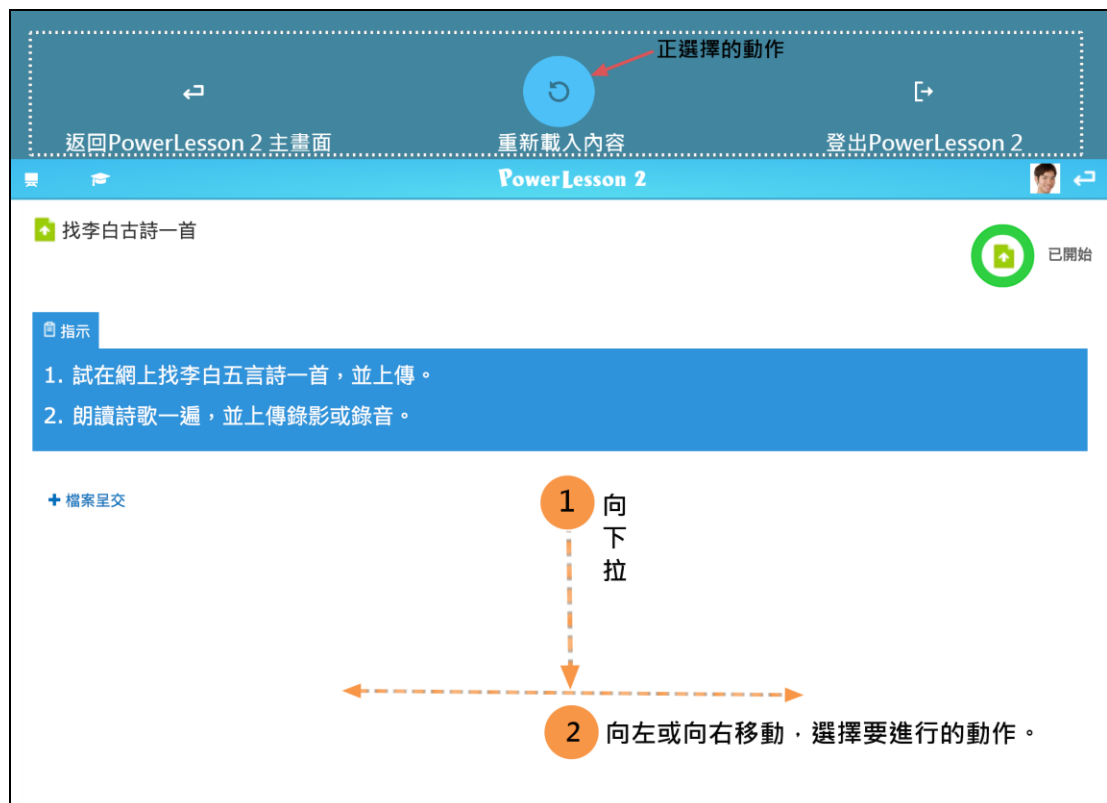 正選擇的動作
返回PowerLesson 2 主畫面
重新載入內容
登出PowerLesson 2
PowerLesson 2
找李白古詩一首
已開始
指示
1. 試在網上找李白五言詩一首，並上傳。
2. 朗讀詩歌一遍，並上傳錄影或錄音。
檔案呈交
1
向
下
拉
2 向左或向右移動，選擇要進行的動作。